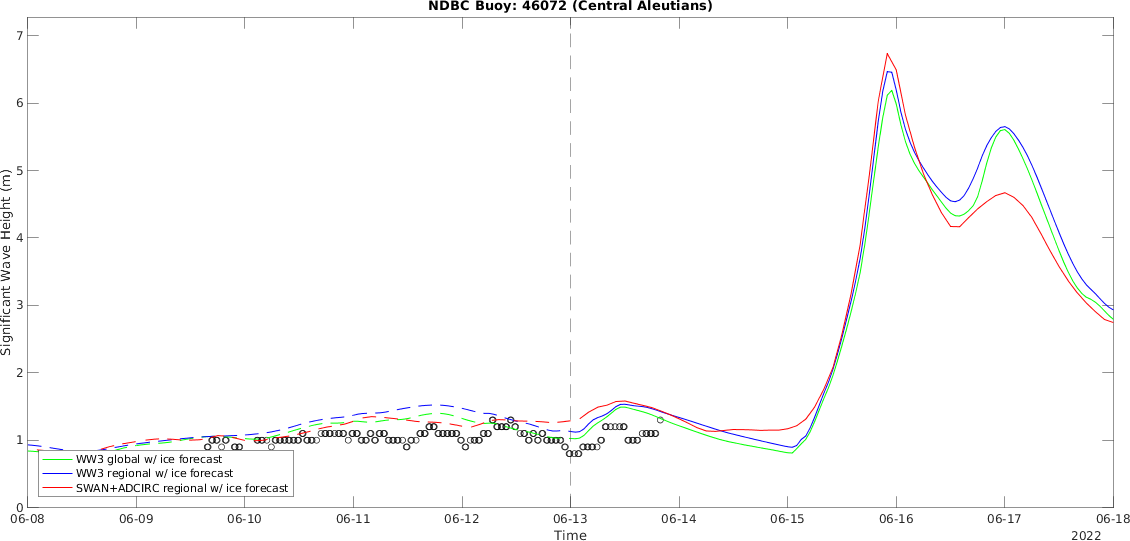 NDBC Buoy: 46072 (Central Aleutians)
7
6
5
4
3
2
1
0
Significant Wave Height (m)
WW3 global w/ ice forecast
WW3 regional w/ ice forecast
SWAN+ADCIRC regional w/ ice forecast
06-08 06-09 06-10 06-11 06-12 06-13 06-14 06-15 06-16 06-17 06-18
Time
2022